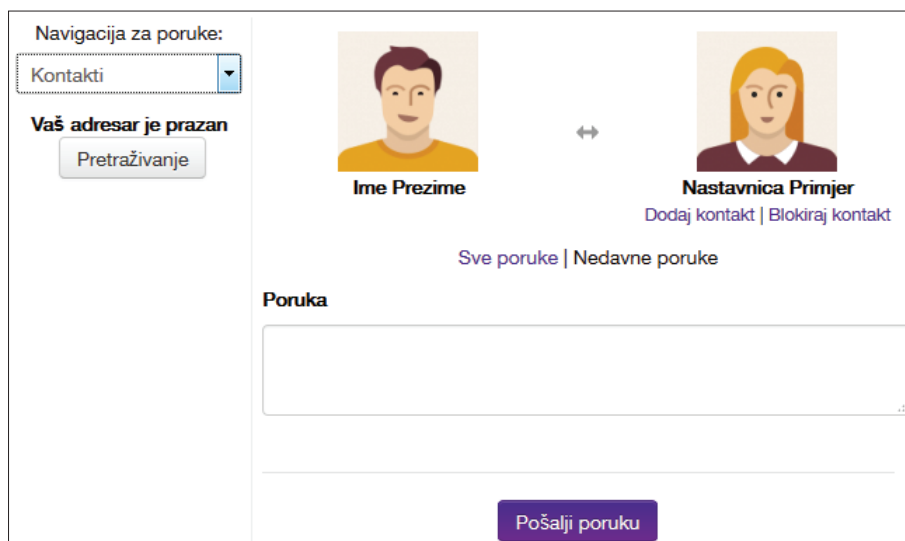 Navigacija za poruke:
Kontakti
Vaš adresar je prazan
Pretraživanje
Ime Prezime
Nastavnica Primjer
Dodaj kontakt | Blokiraj kontakt
Sve poruke | Nedavne poruke
Poruka
Pošalji poruku